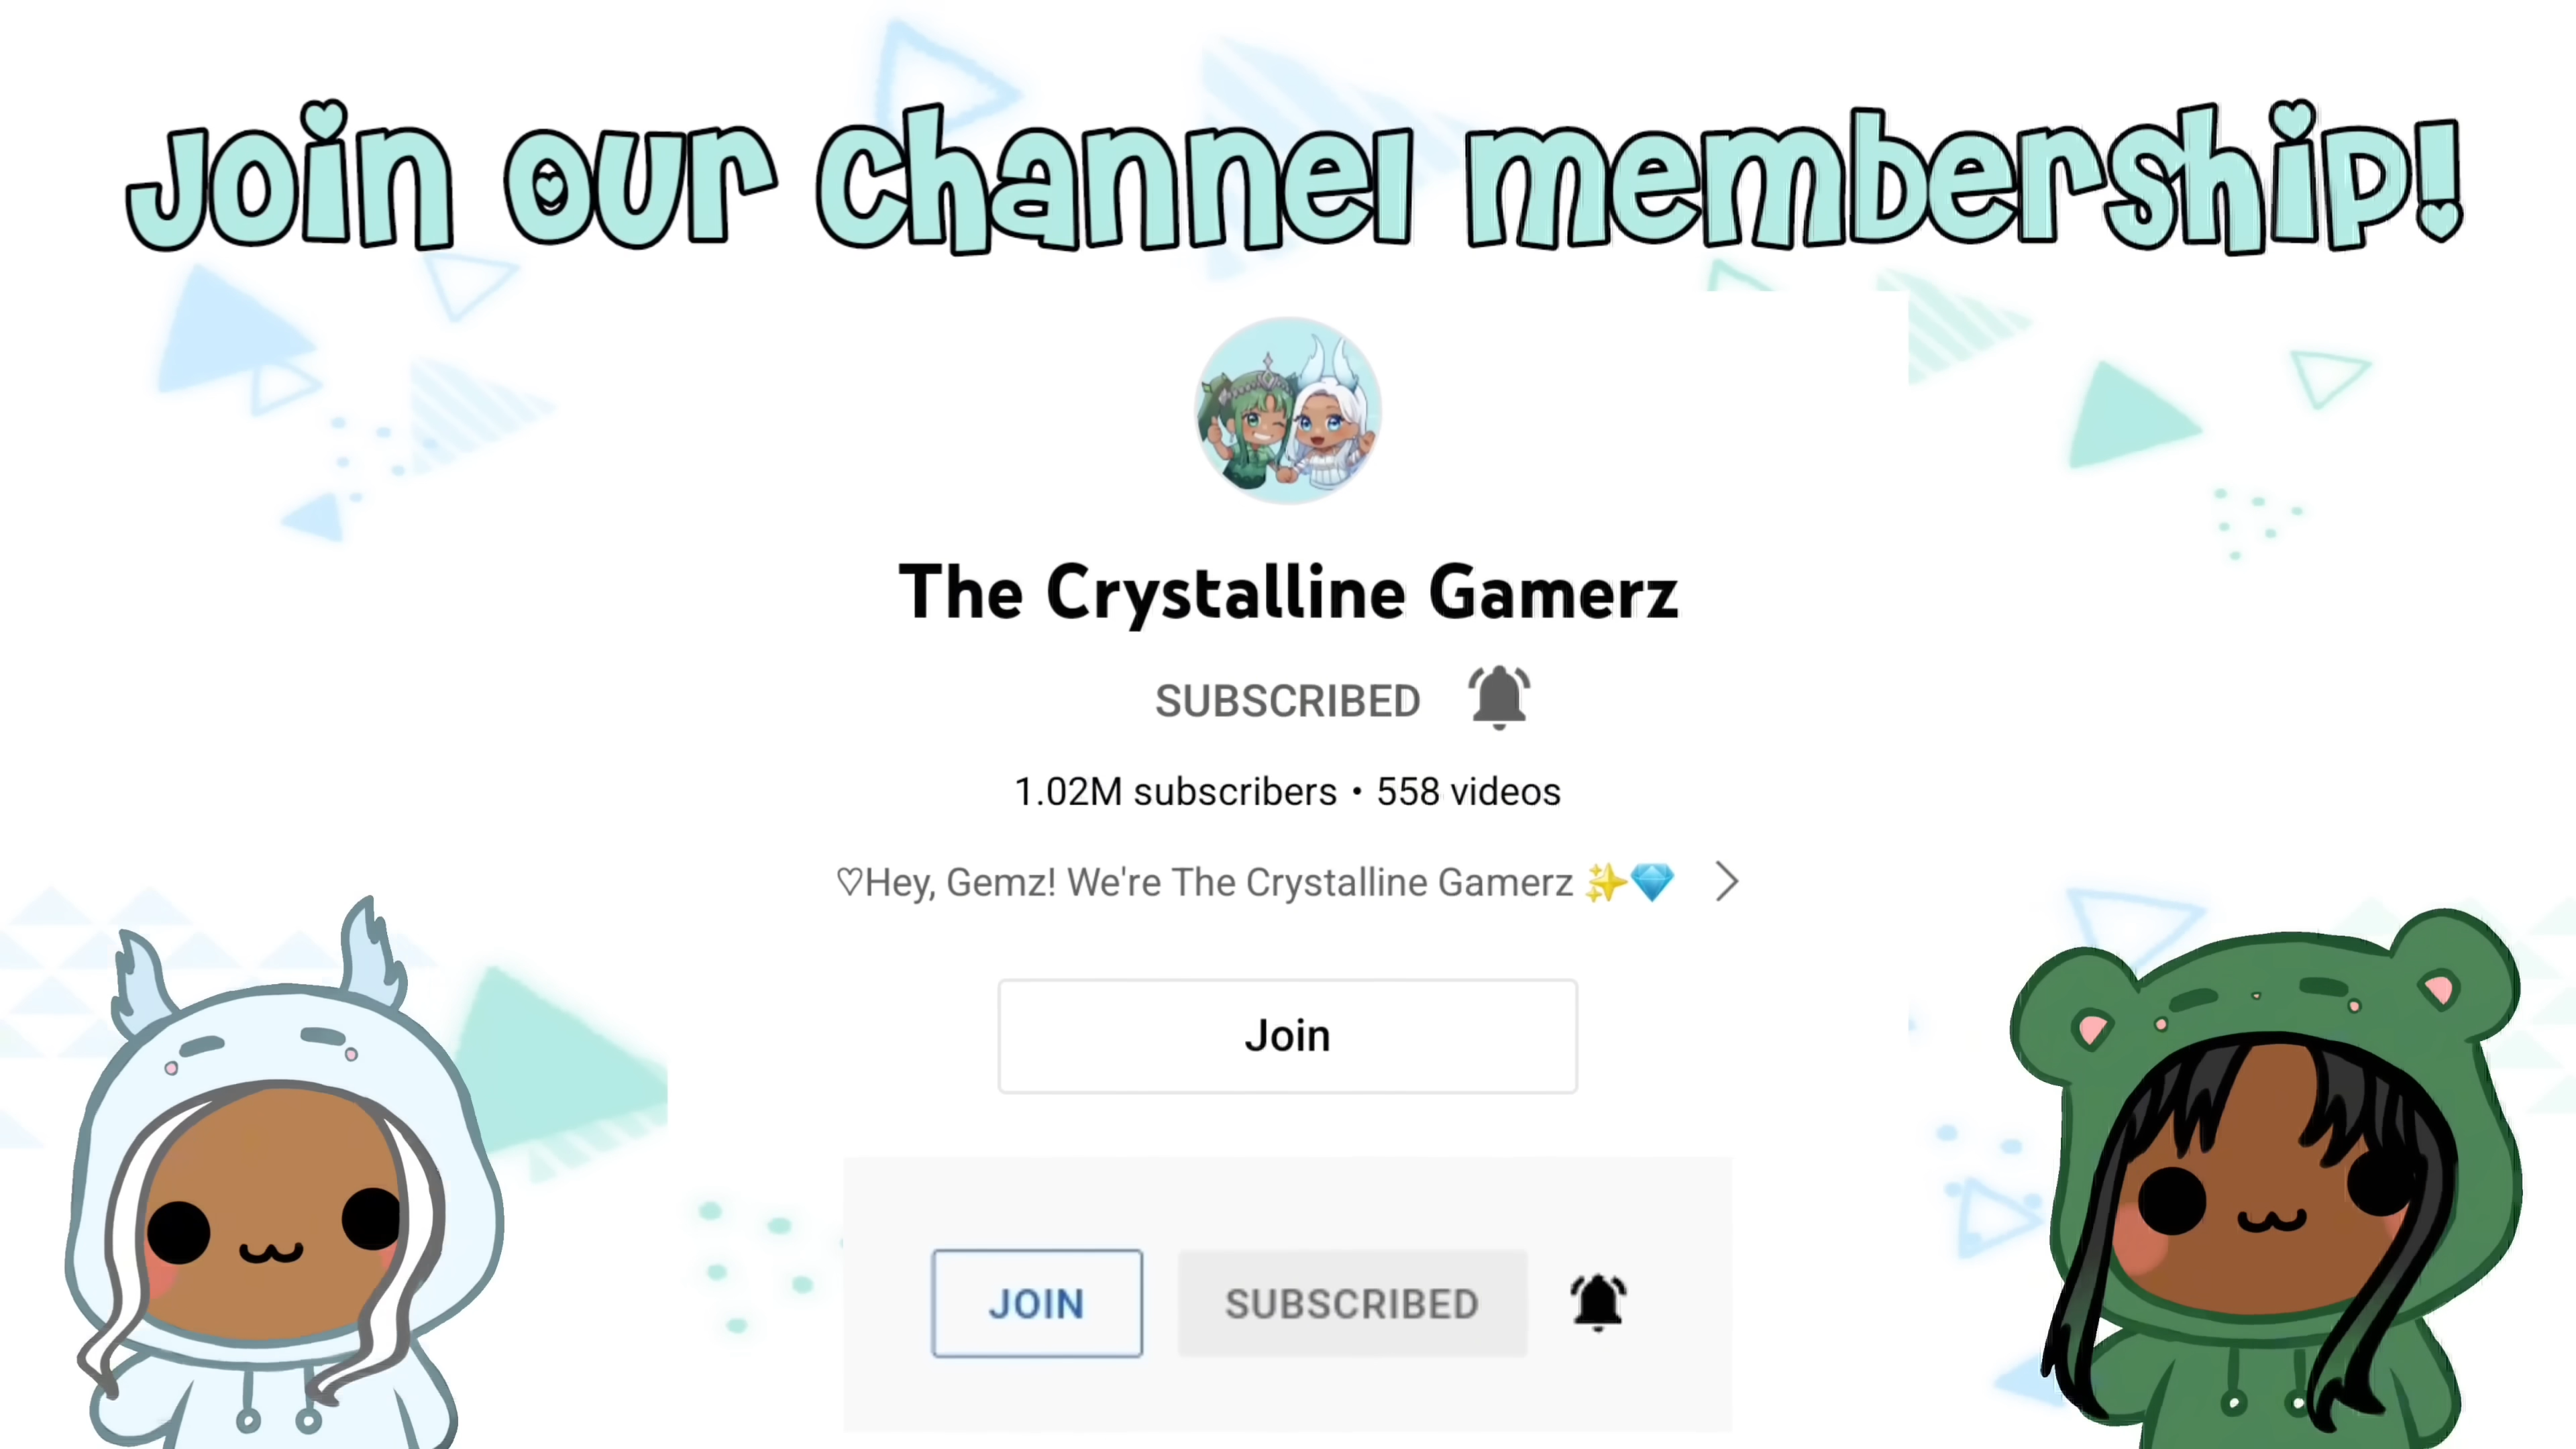 Join our channel membership!
The Crystalline Gamerz
SUBSCRIBED
1.02M subscribers • 558 videos
♡Hey, Gemz! We're The Crystalline Gamerz ✨💎
Join
JOIN SUBSCRIBED